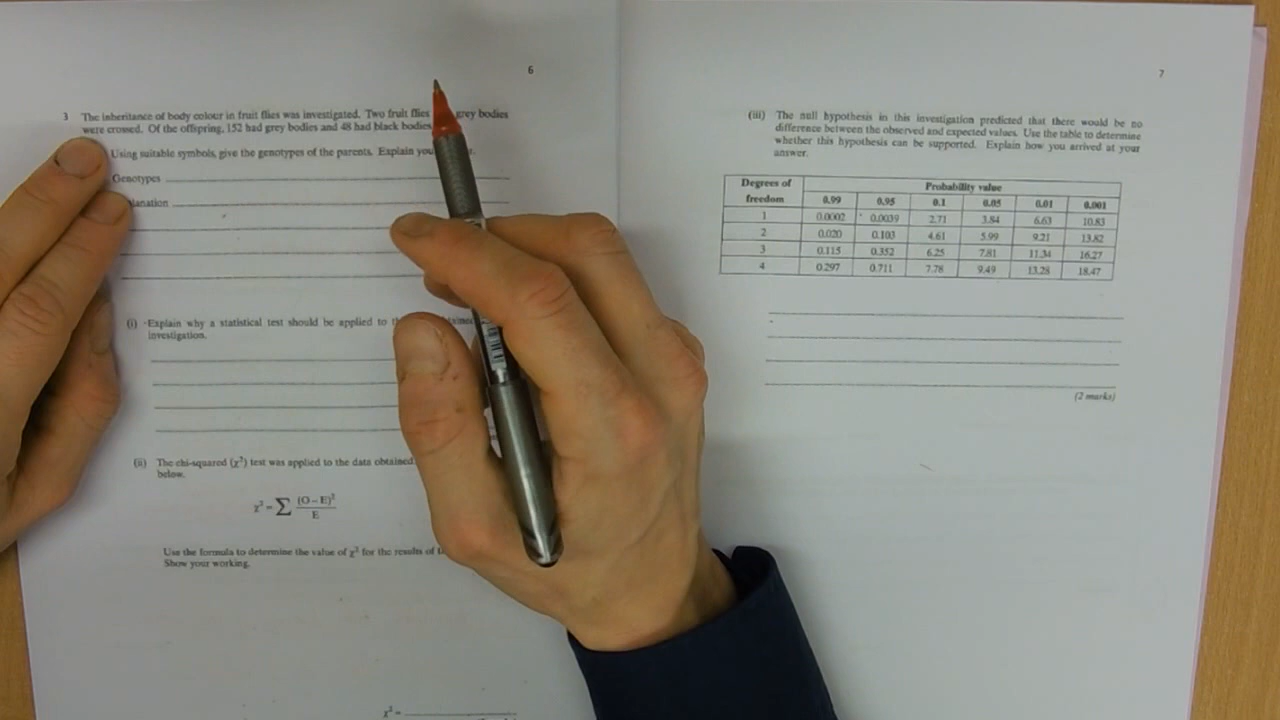 6
3 The inheritance of body colour in fruit flies was investigated. Two fruit flies grey bodies
were crossed. Of the offspring, 152 had grey bodies and 48 had black bodies
Using suitable symbols, give the genotypes of the parents. Explain
Genotypes
(i) Explain why a statistical test should be applied to
investigation.
(ii) The chi-squared (χ²) test was applied to the data obtained.
below.
χ² = ∑ (O – E)² / E
Use the formula to determine the value of χ² for the results of
Show your working.
χ² =
7
(iii) The null hypothesis in this investigation predicted that there would be no
difference between the observed and expected values. Use the table to determine
whether this hypothesis can be supported. Explain how you arrived at your
answer.
Degrees of freedom Probability value
0.99 0.95 0.1 0.05 0.01 0.001
1 0.0002 0.0039 2.71 3.84 6.63 10.83
2 0.020 0.103 4.61 5.99 9.21 13.82
3 0.115 0.352 6.25 7.81 11.34 16.27
4 0.297 0.711 7.78 9.49 13.28 18.47
(2 marks)